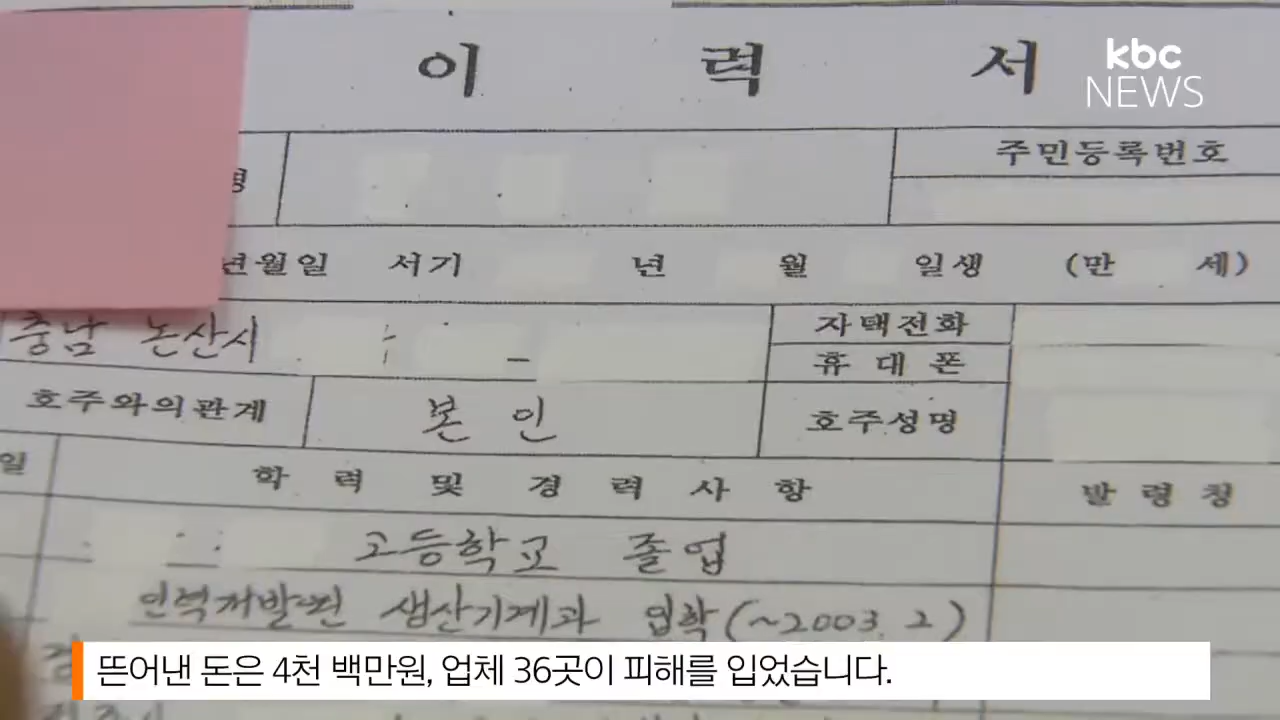 kbc
NEWS
이 력 서
주민등록번호
년월일 서기 년 월 일생 (만 세)
충남 논산시
자택전화
휴 대 폰
호주와의관계 본 인 호주성명
일 학 력 및 경 력 사 항 발 령 청
고등학교 졸업
인력개발원 생산기계과 입학(~2003. 2)
뜯어낸 돈은 4천 백만원, 업체 36곳이 피해를 입었습니다.